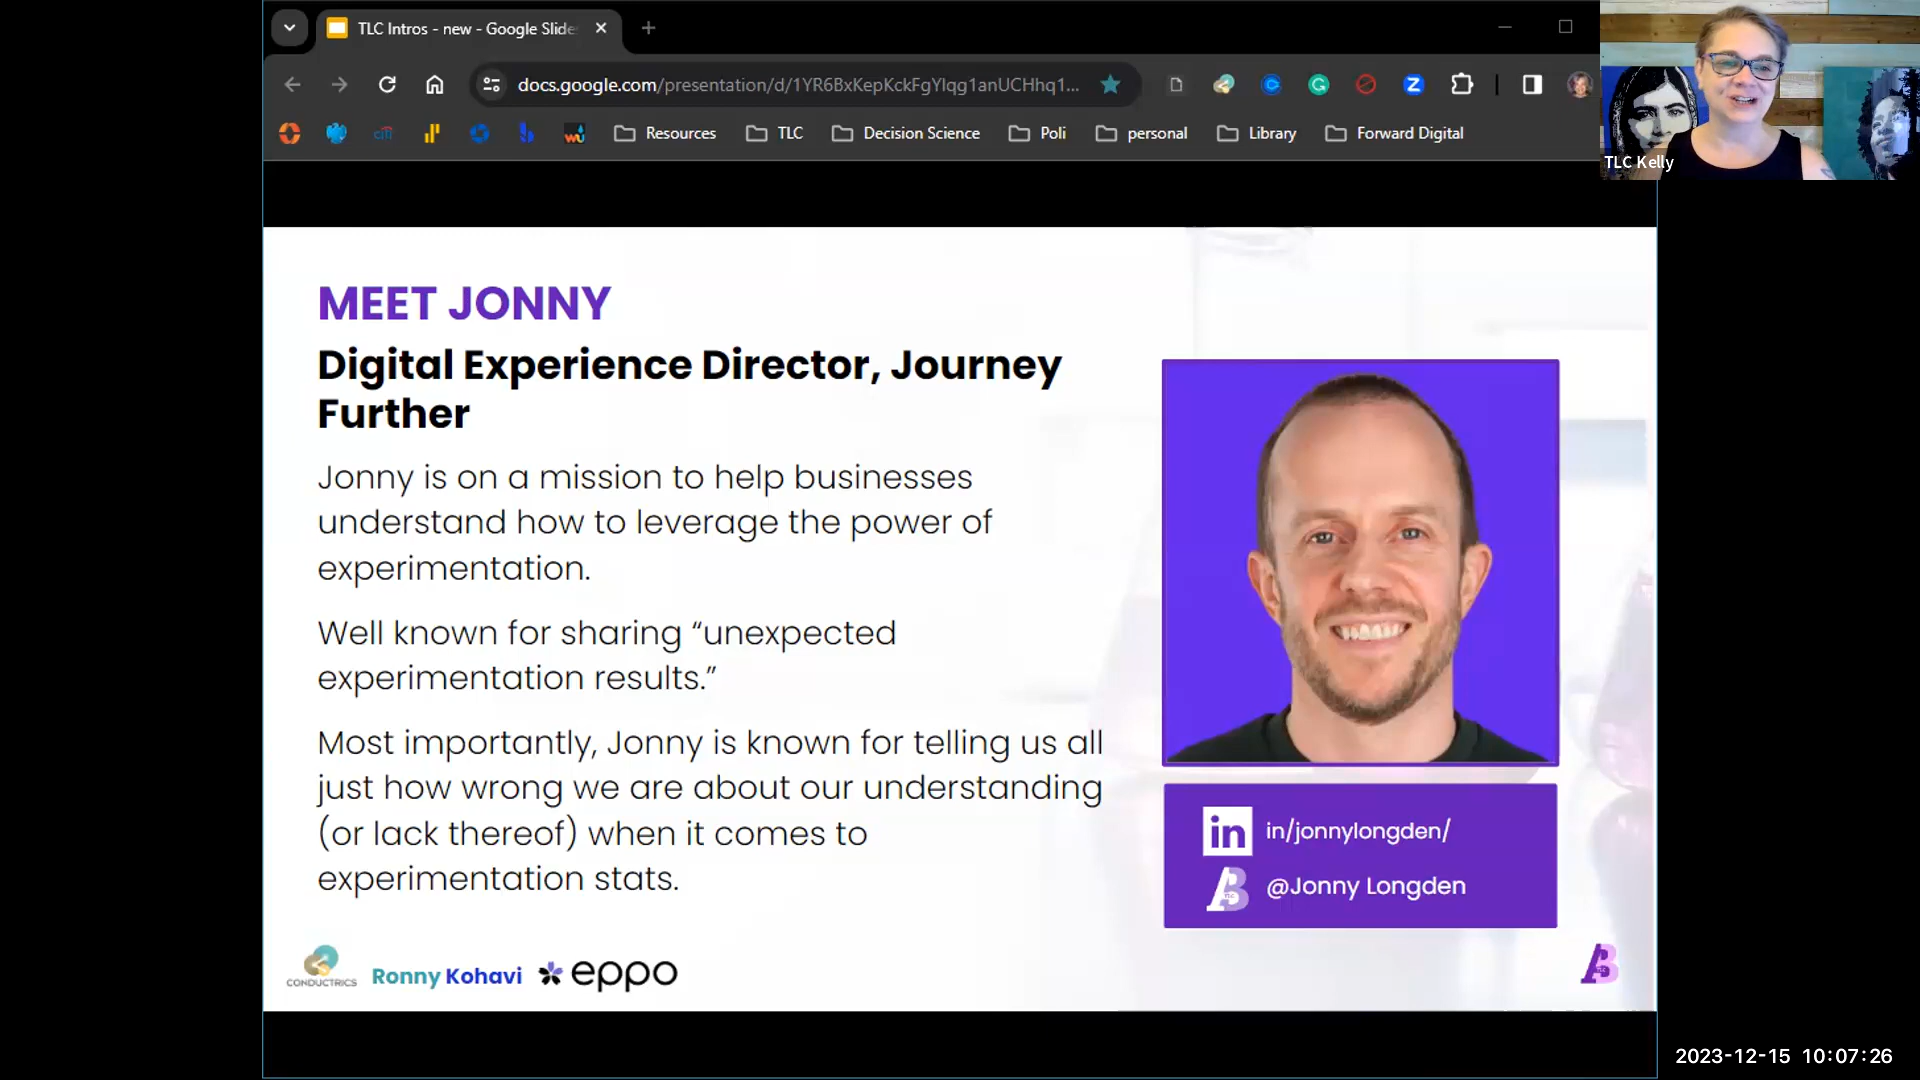 TLC Intros - new - Google Slide
docs.google.com/presentation/d/1YR6BxKepKckFgYlqg1anUCHhq1...
citi
Resources
TLC
Decision Science
Poli
personal
Library
Forward Digital
TLC Kelly
MEET JONNY
Digital Experience Director, Journey
Further
Jonny is on a mission to help businesses
understand how to leverage the power of
experimentation.
Well known for sharing “unexpected
experimentation results.”
Most importantly, Jonny is known for telling us all
just how wrong we are about our understanding
(or lack thereof) when it comes to
experimentation stats.
in in/jonnylongden/
@Jonny Longden
CONDUCTRICS
Ronny Kohavi
eppo
2023-12-15 10:07:26